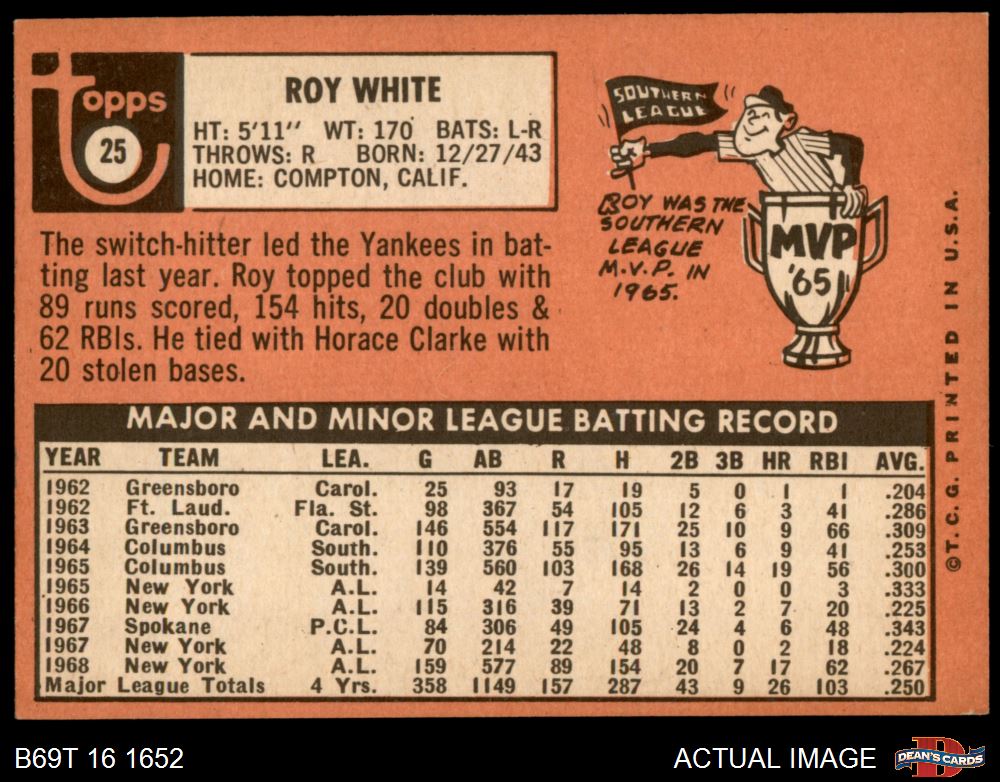 topps
25
ROY WHITE
HT: 5'11" WT: 170 BATS: L-R
THROWS: R BORN: 12/27/43
HOME: COMPTON, CALIF.
The switch-hitter led the Yankees in bat-
ting last year. Roy topped the club with
89 runs scored, 154 hits, 20 doubles &
62 RBIs. He tied with Horace Clarke with
20 stolen bases.
SOUTHERN
LEAGUE
ROY WAS THE
SOUTHERN
LEAGUE
M.V.P. IN
1965.
MVP
'65
MAJOR AND MINOR LEAGUE BATTING RECORD
YEAR TEAM LEA. G AB R H 2B 3B HR RBI AVG.
1962 Greensboro Carol. 25 93 17 19 5 0 1 1 .204
1962 Ft. Laud. Fla. St. 98 367 54 105 12 6 3 41 .286
1963 Greensboro Carol. 146 554 117 171 25 10 9 66 .309
1964 Columbus South. 110 376 55 95 13 6 9 41 .253
1965 Columbus South. 139 560 103 168 26 14 19 56 .300
1965 New York A.L. 14 42 7 14 2 0 0 3 .333
1966 New York A.L. 115 316 39 71 13 2 7 20 .225
1967 Spokane P.C.L. 84 306 49 105 24 4 6 48 .343
1967 New York A.L. 70 214 22 48 8 0 2 18 .224
1968 New York A.L. 159 577 89 154 20 7 17 62 .267
Major League Totals 4 Yrs. 358 1149 157 287 43 9 26 103 .250
©T.C.G. PRINTED IN U.S.A.
B69T 16 1652
ACTUAL IMAGE
D
DEAN'S CARDS